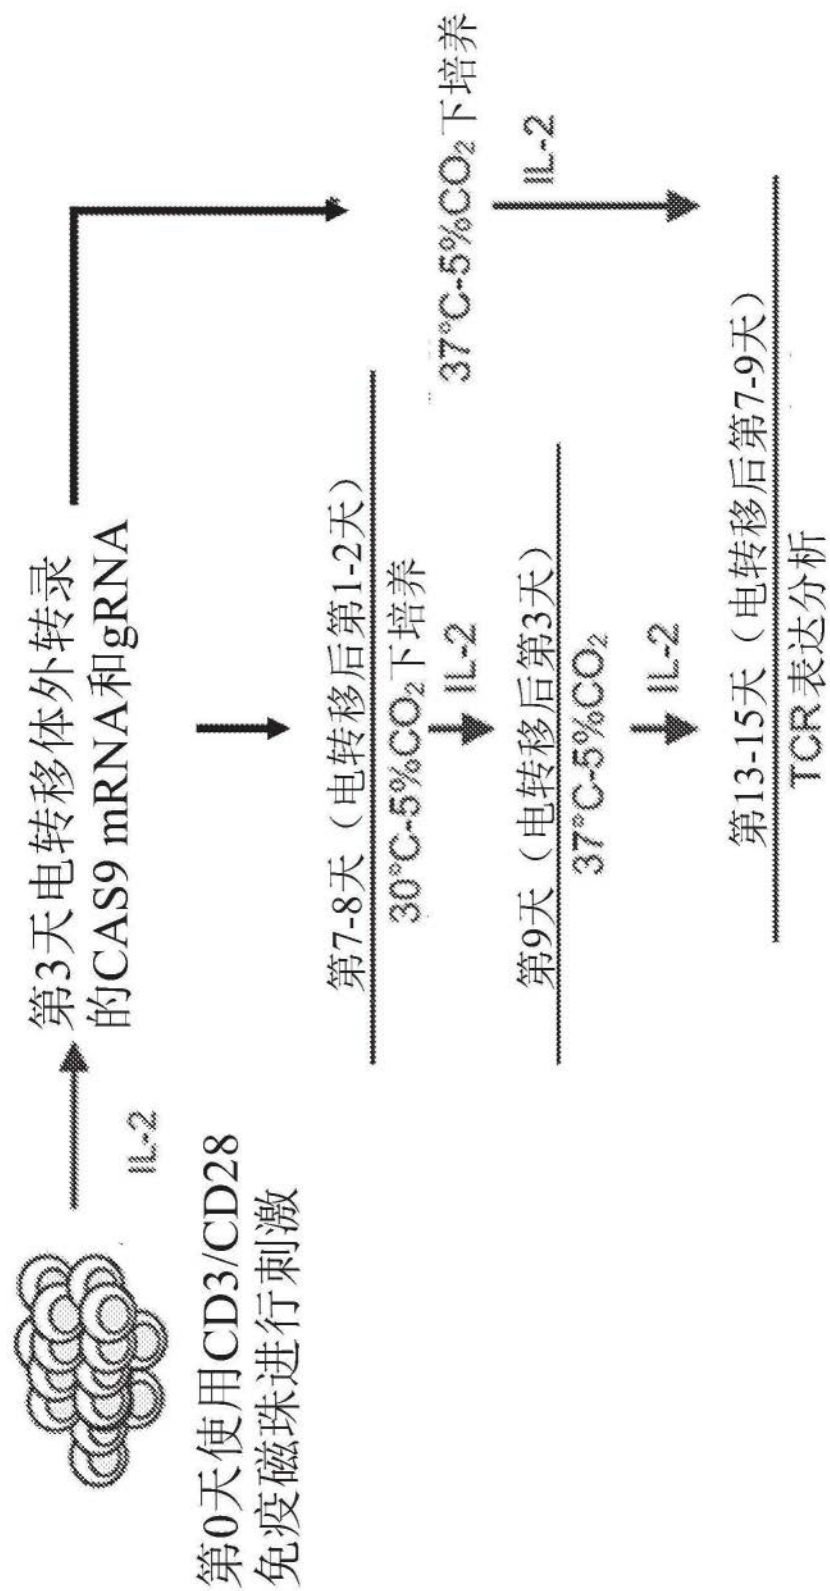 第0天使用CD3/CD28
免疫磁珠进行刺激
IL-2
第3天电转移体外转录
的CAS9 mRNA和gRNA
第7-8天（电转移后第1-2天）
30°C-5%CO₂下培养
IL-2
第9天（电转移后第3天）
37°C-5%CO₂
IL-2
37°C-5%CO₂下培养
IL-2
第13-15天（电转移后第7-9天）
TCR表达分析